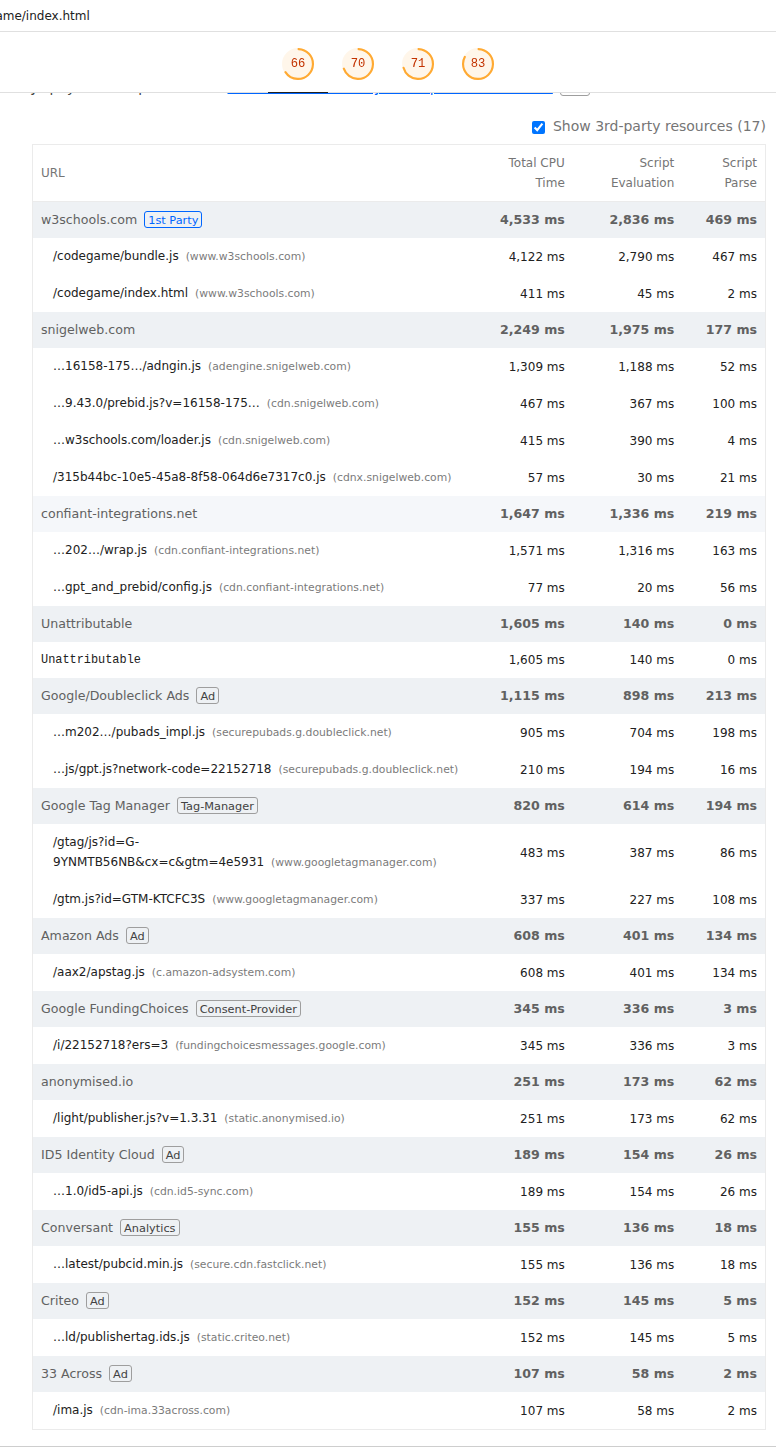 ame/index.html
66 70 71 83
Show 3rd-party resources (17)
URL Total CPU Time Script Evaluation Script Parse
w3schools.com 1st Party 4,533 ms 2,836 ms 469 ms
/codegame/bundle.js (www.w3schools.com) 4,122 ms 2,790 ms 467 ms
/codegame/index.html (www.w3schools.com) 411 ms 45 ms 2 ms
snigelweb.com 2,249 ms 1,975 ms 177 ms
…16158-175…/adngin.js (adengine.snigelweb.com) 1,309 ms 1,188 ms 52 ms
…9.43.0/prebid.js?v=16158-175… (cdn.snigelweb.com) 467 ms 367 ms 100 ms
…w3schools.com/loader.js (cdn.snigelweb.com) 415 ms 390 ms 4 ms
/315b44bc-10e5-45a8-8f58-064d6e7317c0.js (cdnx.snigelweb.com) 57 ms 30 ms 21 ms
confiant-integrations.net 1,647 ms 1,336 ms 219 ms
…202…/wrap.js (cdn.confiant-integrations.net) 1,571 ms 1,316 ms 163 ms
…gpt_and_prebid/config.js (cdn.confiant-integrations.net) 77 ms 20 ms 56 ms
Unattributable 1,605 ms 140 ms 0 ms
Unattributable 1,605 ms 140 ms 0 ms
Google/Doubleclick Ads Ad 1,115 ms 898 ms 213 ms
…m202…/pubads_impl.js (securepubads.g.doubleclick.net) 905 ms 704 ms 198 ms
…js/gpt.js?network-code=22152718 (securepubads.g.doubleclick.net) 210 ms 194 ms 16 ms
Google Tag Manager Tag-Manager 820 ms 614 ms 194 ms
/gtag/js?id=G-
9YNMTB56NB&cx=c&gtm=4e5931 (www.googletagmanager.com) 483 ms 387 ms 86 ms
/gtm.js?id=GTM-KTCFC3S (www.googletagmanager.com) 337 ms 227 ms 108 ms
Amazon Ads Ad 608 ms 401 ms 134 ms
/aax2/apstag.js (c.amazon-adsystem.com) 608 ms 401 ms 134 ms
Google FundingChoices Consent-Provider 345 ms 336 ms 3 ms
/i/22152718?ers=3 (fundingchoicesmessages.google.com) 345 ms 336 ms 3 ms
anonymised.io 251 ms 173 ms 62 ms
/light/publisher.js?v=1.3.31 (static.anonymised.io) 251 ms 173 ms 62 ms
ID5 Identity Cloud Ad 189 ms 154 ms 26 ms
…1.0/id5-api.js (cdn.id5-sync.com) 189 ms 154 ms 26 ms
Conversant Analytics 155 ms 136 ms 18 ms
…latest/pubcid.min.js (secure.cdn.fastclick.net) 155 ms 136 ms 18 ms
Criteo Ad 152 ms 145 ms 5 ms
…ld/publishertag.ids.js (static.criteo.net) 152 ms 145 ms 5 ms
33 Across Ad 107 ms 58 ms 2 ms
/ima.js (cdn-ima.33across.com) 107 ms 58 ms 2 ms